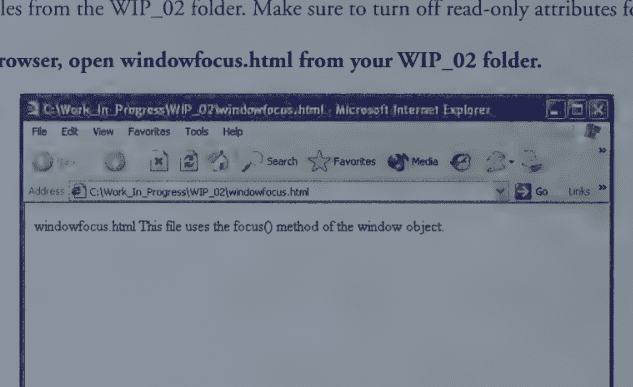 les from the WIP_02 folder. Make sure to turn off read-only attributes fo
rowser, open windowfocus.html from your WIP_02 folder.
C:\Work_In_Progress\WIP_02\windowfocus.html - Microsoft Internet Explorer
File Edit View Favorites Tools Help
Search Favorites Media
Address C:\Work_In_Progress\WIP_02\windowfocus.html Go Links »
windowfocus.html This file uses the focus() method of the window object.